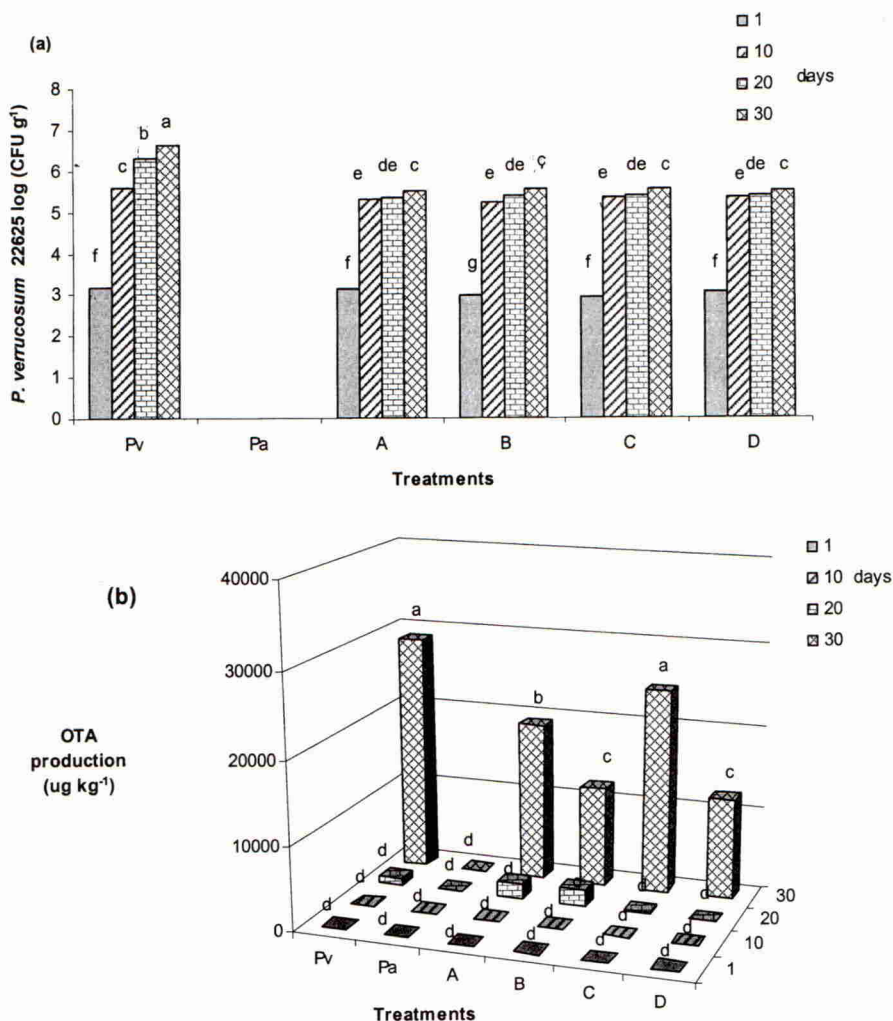 (a)
1
10
20 days
30
P. verrucosum 22625 log (CFU g-1)
8
7
6
5
4
3
2
1
0
f c b a
f e de c
g e de c
f e de c
f e de c
Pv Pa A B C D
Treatments
(b)
1
10 days
20
30
OTA
production
(ug kg-1)
40000
30000
20000
10000
0
a b c a c
d d d d d
d d d d d d
d d d d d d
30
20
10
1
Pv Pa A B C D
Treatments